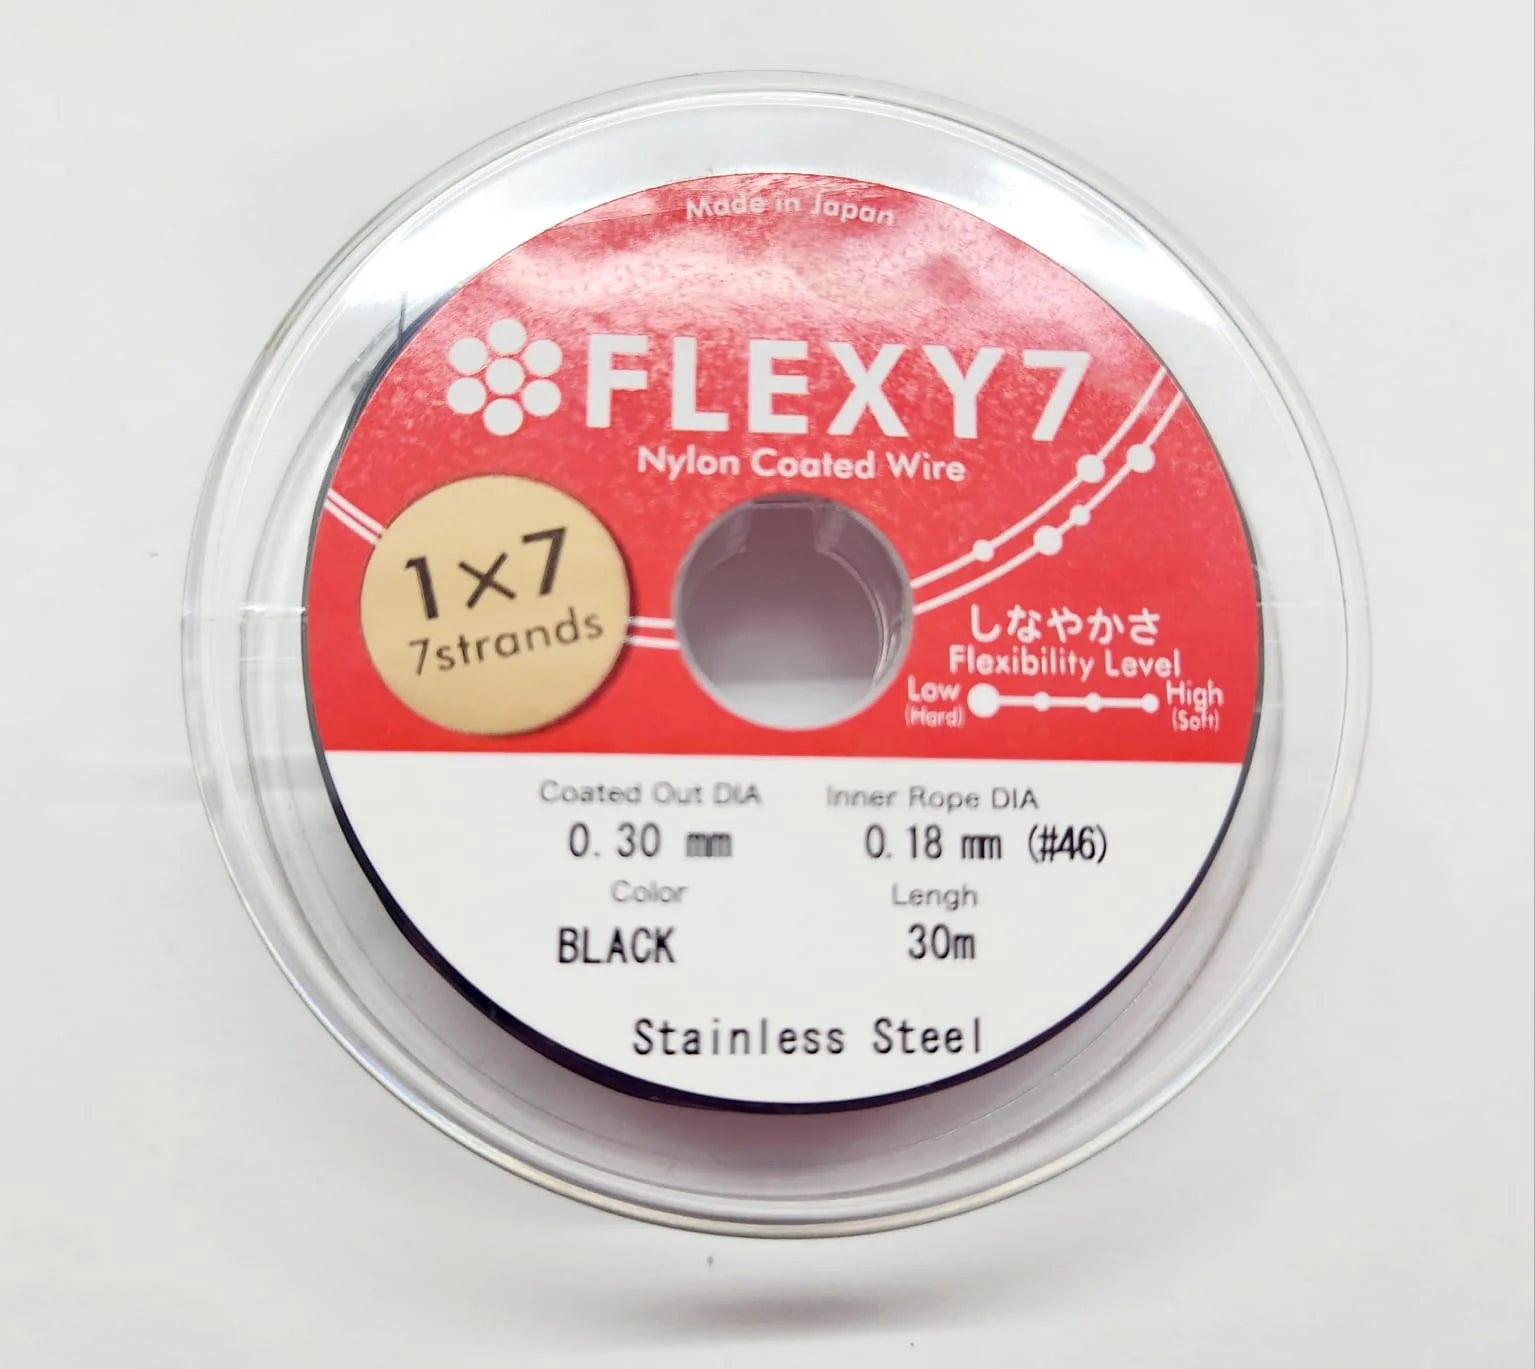 Made in Japan
FLEXY7
Nylon Coated Wire
1×7
7strands
しなやかさ
Flexibility Level
Low High
(Hard) (Soft)
Coated Out DIA Inner Rope DIA
0.30 mm 0.18 mm (#46)
Color Lengh
BLACK 30m
Stainless Steel